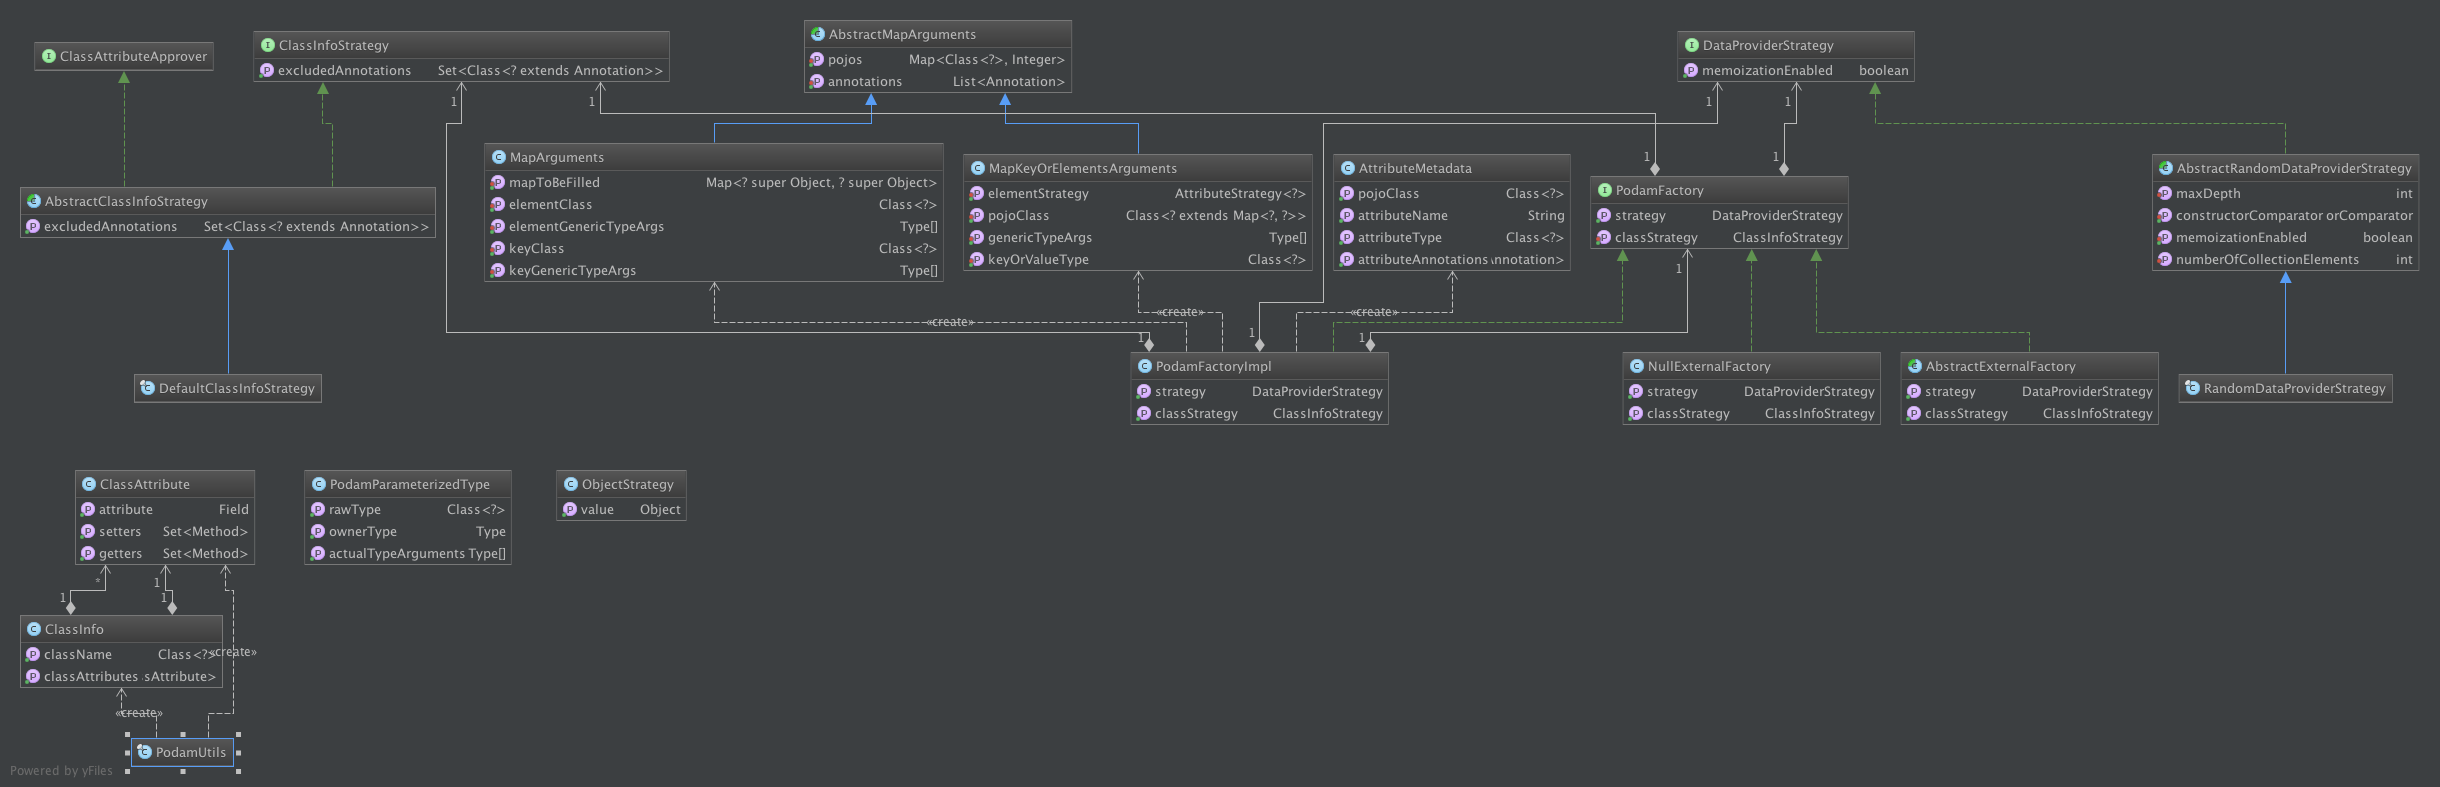 ClassAttributeApprover
ClassInfoStrategy
excludedAnnotations Set<Class<? extends Annotation>>
AbstractMapArguments
pojos Map<Class<?>, Integer>
annotations List<Annotation>
DataProviderStrategy
memoizationEnabled boolean
1
1
1
1
MapArguments
mapToBeFilled Map<? super Object, ? super Object>
elementClass Class<?>
elementGenericTypeArgs Type[]
keyClass Class<?>
keyGenericTypeArgs Type[]
MapKeyOrElementsArguments
elementStrategy AttributeStrategy<?>
pojoClass Class<? extends Map<?, ?>>
genericTypeArgs Type[]
keyOrValueType Class<?>
AttributeMetadata
pojoClass Class<?>
attributeName String
attributeType Class<?>
attributeAnnotations nnotation>
1
1
PodamFactory
strategy DataProviderStrategy
classStrategy ClassInfoStrategy
AbstractRandomDataProviderStrategy
maxDepth int
constructorComparator orComparator
memoizationEnabled boolean
numberOfCollectionElements int
AbstractClassInfoStrategy
excludedAnnotations Set<Class<? extends Annotation>>
1
«create»
«create»
«create»
1
1
1
DefaultClassInfoStrategy
PodamFactoryImpl
strategy DataProviderStrategy
classStrategy ClassInfoStrategy
NullExternalFactory
strategy DataProviderStrategy
classStrategy ClassInfoStrategy
AbstractExternalFactory
strategy DataProviderStrategy
classStrategy ClassInfoStrategy
RandomDataProviderStrategy
ClassAttribute
attribute Field
setters Set<Method>
getters Set<Method>
PodamParameterizedType
rawType Class<?>
ownerType Type
actualTypeArguments Type[]
ObjectStrategy
value Object
*
1
1
1
ClassInfo
className Class<?>
«create»
classAttributes sAttribute>
«create»
PodamUtils
Powered by yFiles